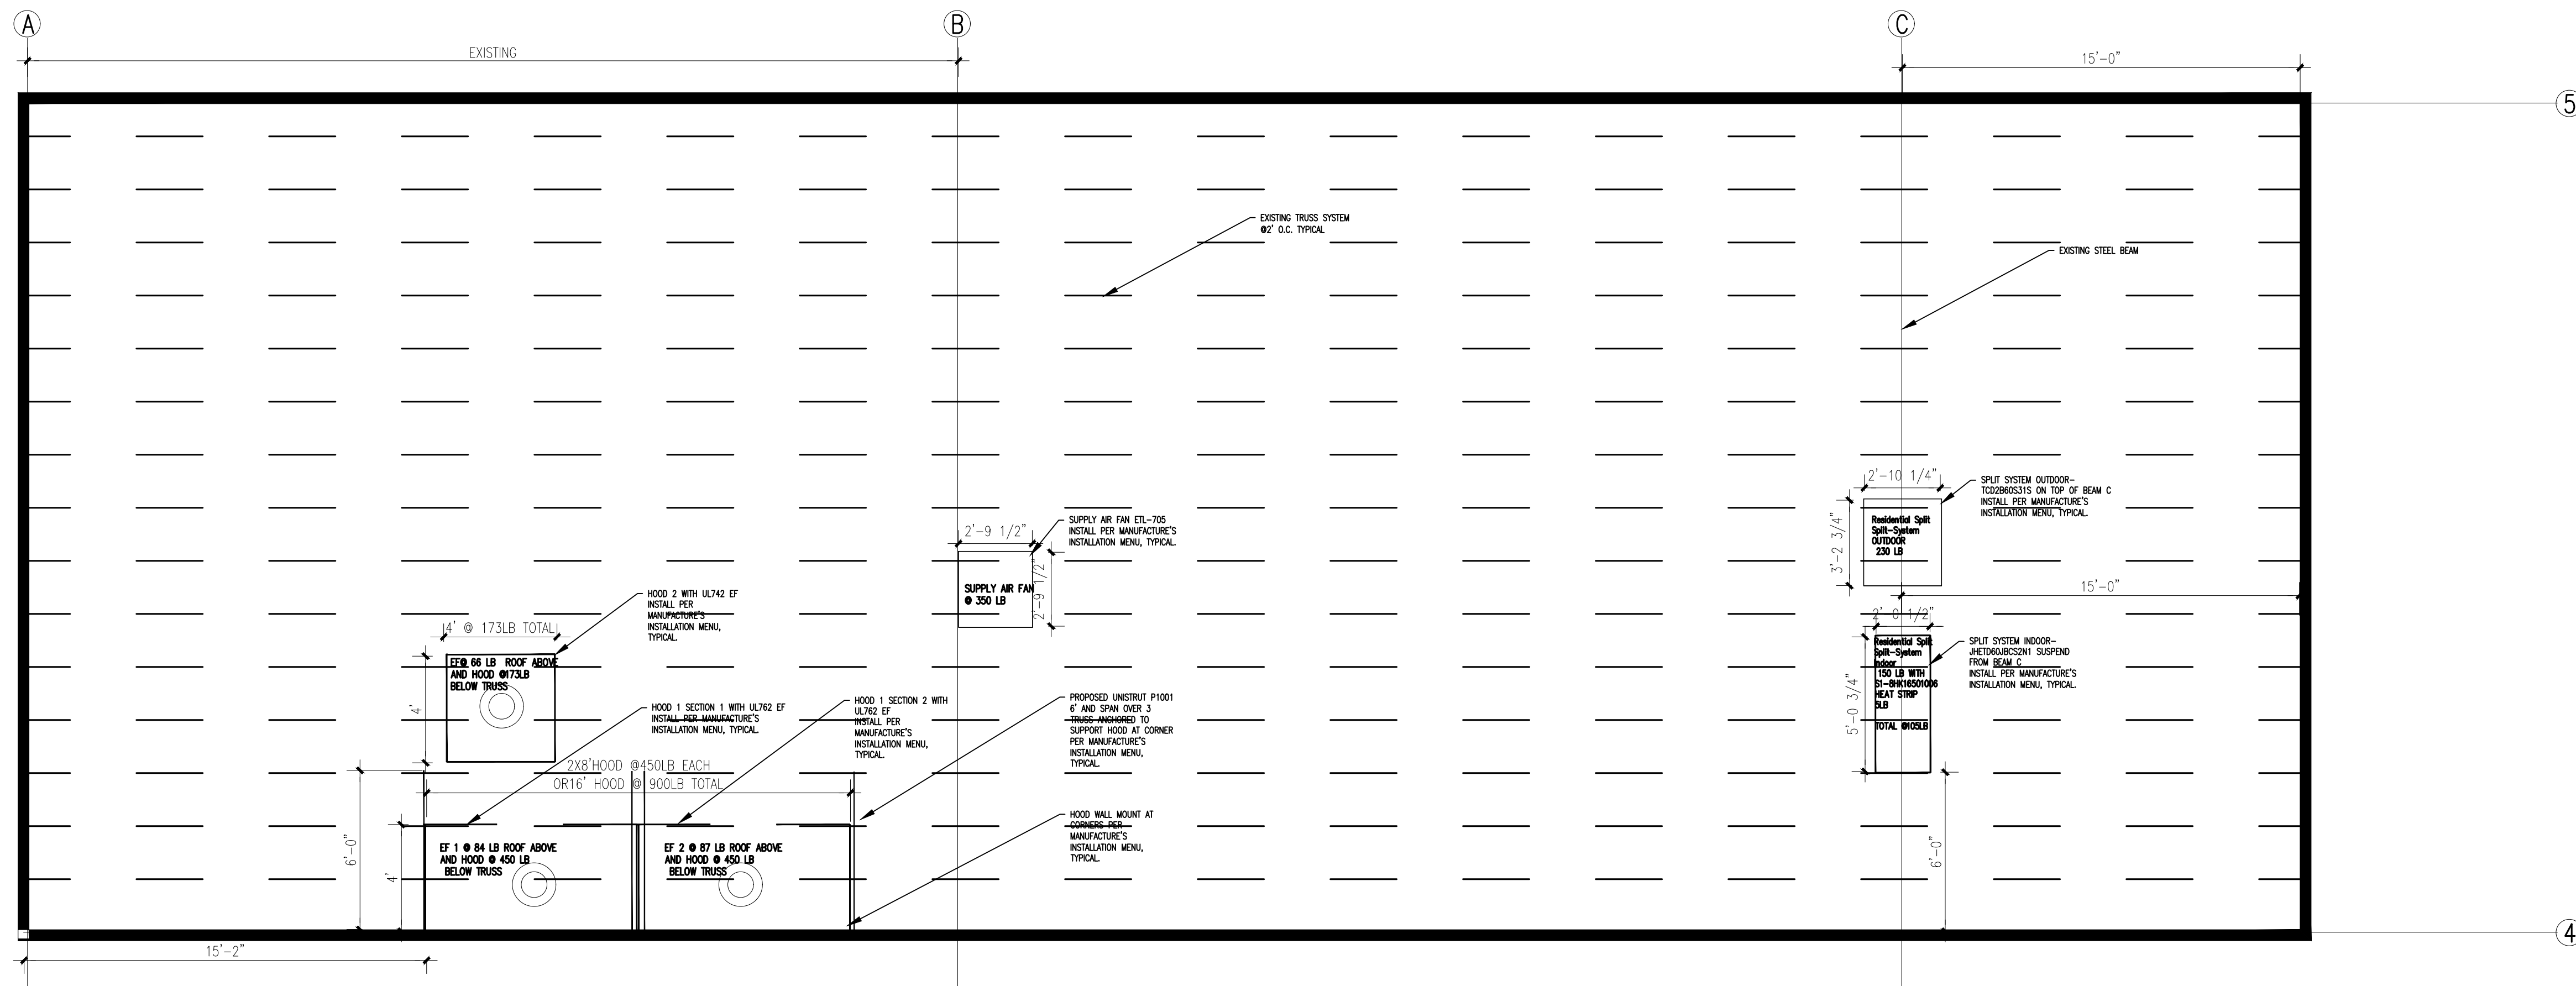 A
B
C
EXISTING
15'-0"
5
EXISTING TRUSS SYSTEM
@2' O.C. TYPICAL
EXISTING STEEL BEAM
2'-10 1/4"
3'-2 3/4"
Residential Split
Split-System
OUTDOOR
230 LB
SPLIT SYSTEM OUTDOOR-
TCD2B60S31S ON TOP OF BEAM C
INSTALL PER MANUFACTURE'S
INSTALLATION MENU, TYPICAL.
SUPPLY AIR FAN ETL-705
INSTALL PER MANUFACTURE'S
INSTALLATION MENU, TYPICAL.
2'-9 1/2"
2'-9 1/2"
SUPPLY AIR FAN
@ 350 LB
15'-0"
HOOD 2 WITH UL742 EF
INSTALL PER
MANUFACTURE'S
INSTALLATION MENU,
TYPICAL.
4' @ 173LB TOTAL
4'
EF@ 66 LB ROOF ABOVE
AND HOOD @173LB
BELOW TRUSS
2'-0 1/2"
5'-0 3/4"
Residential Split
Split-System
Indoor
150 LB WITH
S1-8HK16501006
HEAT STRIP
5LB
TOTAL @105LB
SPLIT SYSTEM INDOOR-
JHETD60JBCS2N1 SUSPEND
FROM BEAM C
INSTALL PER MANUFACTURE'S
INSTALLATION MENU, TYPICAL.
HOOD 1 SECTION 1 WITH UL762 EF
INSTALL PER MANUFACTURE'S
INSTALLATION MENU, TYPICAL.
HOOD 1 SECTION 2 WITH
UL762 EF
INSTALL PER
MANUFACTURE'S
INSTALLATION MENU,
TYPICAL.
PROPOSED UNISTRUT P1001
6' AND SPAN OVER 3
TRUSS ANCHORED TO
SUPPORT HOOD AT CORNER
PER MANUFACTURE'S
INSTALLATION MENU,
TYPICAL.
2X8'HOOD @450LB EACH
OR16' HOOD @ 900LB TOTAL
HOOD WALL MOUNT AT
CORNERS PER
MANUFACTURE'S
INSTALLATION MENU,
TYPICAL.
6'-0"
4'
EF 1 @ 84 LB ROOF ABOVE
AND HOOD @ 450 LB
BELOW TRUSS
EF 2 @ 87 LB ROOF ABOVE
AND HOOD @ 450 LB
BELOW TRUSS
6'-0"
15'-2"
4